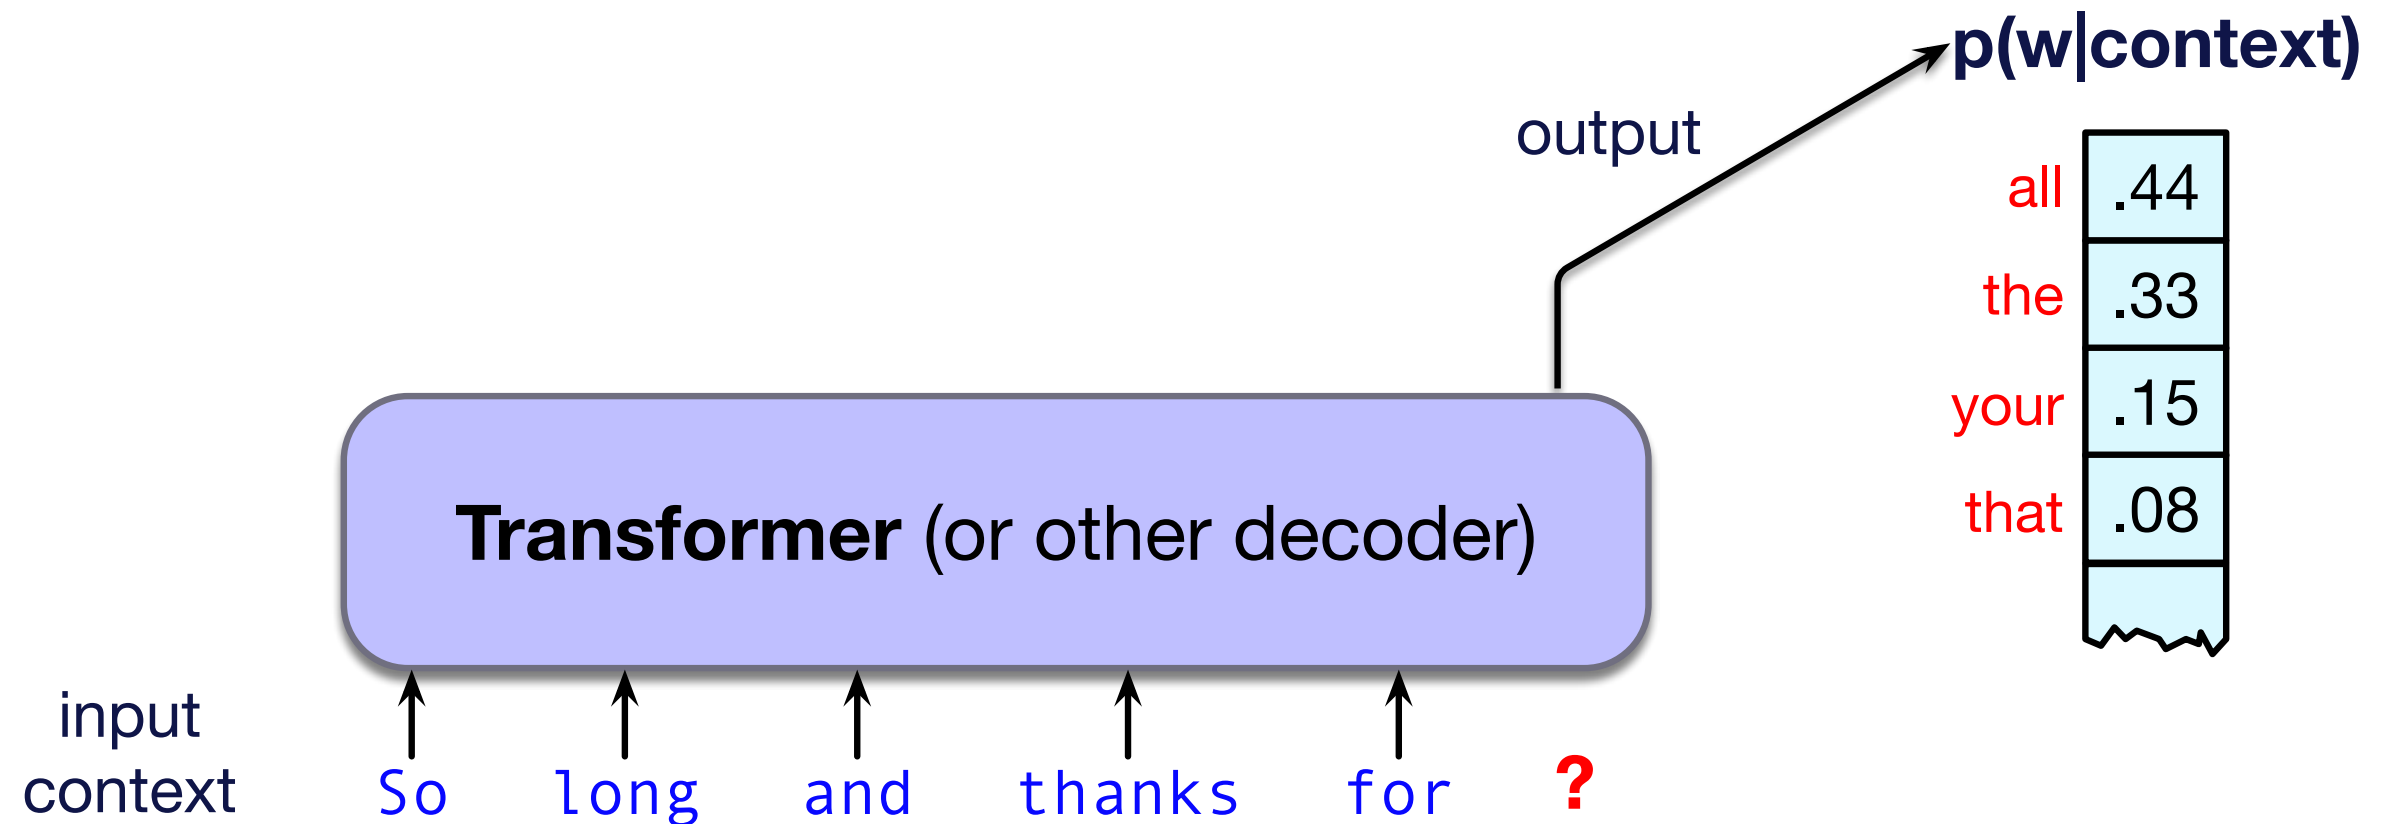 p(w|context)
output
all .44
the .33
your .15
that .08
Transformer (or other decoder)
input
context
So long and thanks for ?